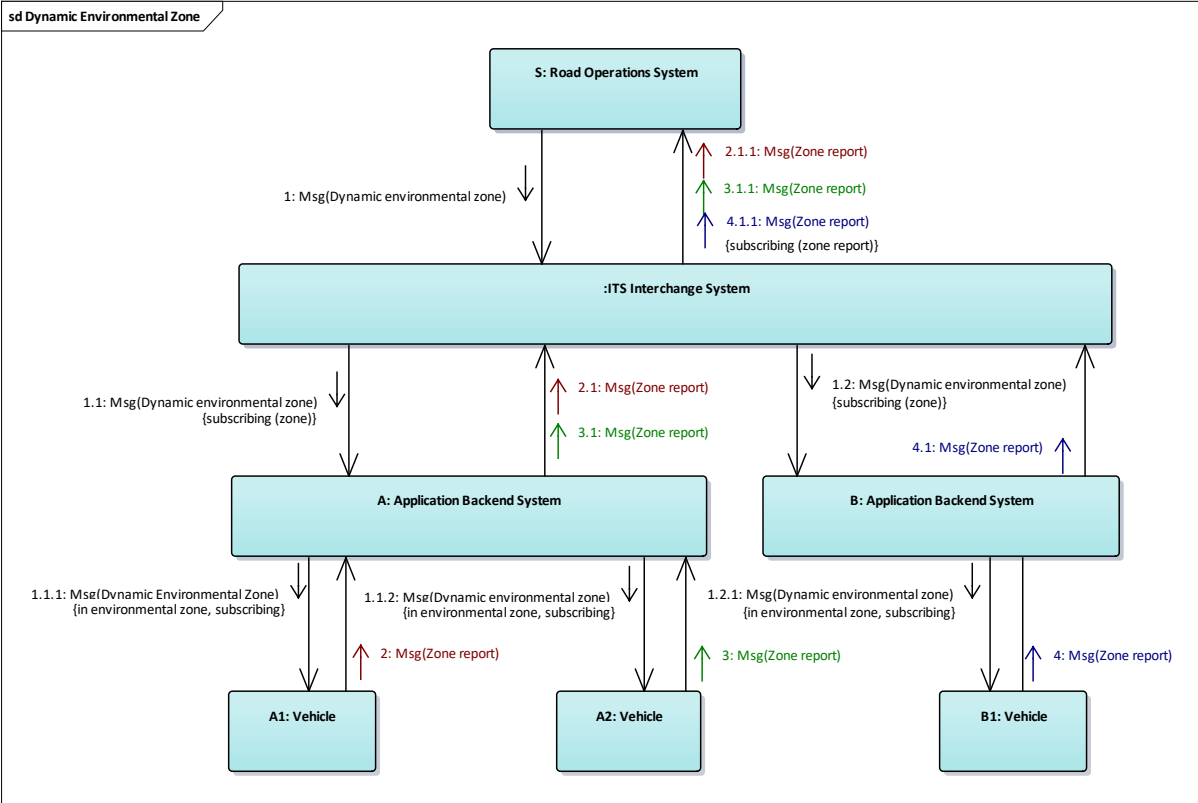 sd Dynamic Environmental Zone
S: Road Operations System
1: Msg(Dynamic environmental zone)
2.1.1: Msg(Zone report)
3.1.1: Msg(Zone report)
4.1.1: Msg(Zone report)
{subscribing (zone report)}
:ITS Interchange System
1.1: Msg(Dynamic environmental zone)
{subscribing (zone)}
2.1: Msg(Zone report)
3.1: Msg(Zone report)
1.2: Msg(Dynamic environmental zone)
{subscribing (zone)}
4.1: Msg(Zone report)
A: Application Backend System
B: Application Backend System
1.1.1: Msg(Dynamic Environmental Zone)
{in environmental zone, subscribing}
1.1.2: Msg(Dynamic environmental zone)
{in environmental zone, subscribing}
1.2.1: Msg(Dynamic environmental zone)
{in environmental zone, subscribing}
2: Msg(Zone report)
3: Msg(Zone report)
4: Msg(Zone report)
A1: Vehicle
A2: Vehicle
B1: Vehicle